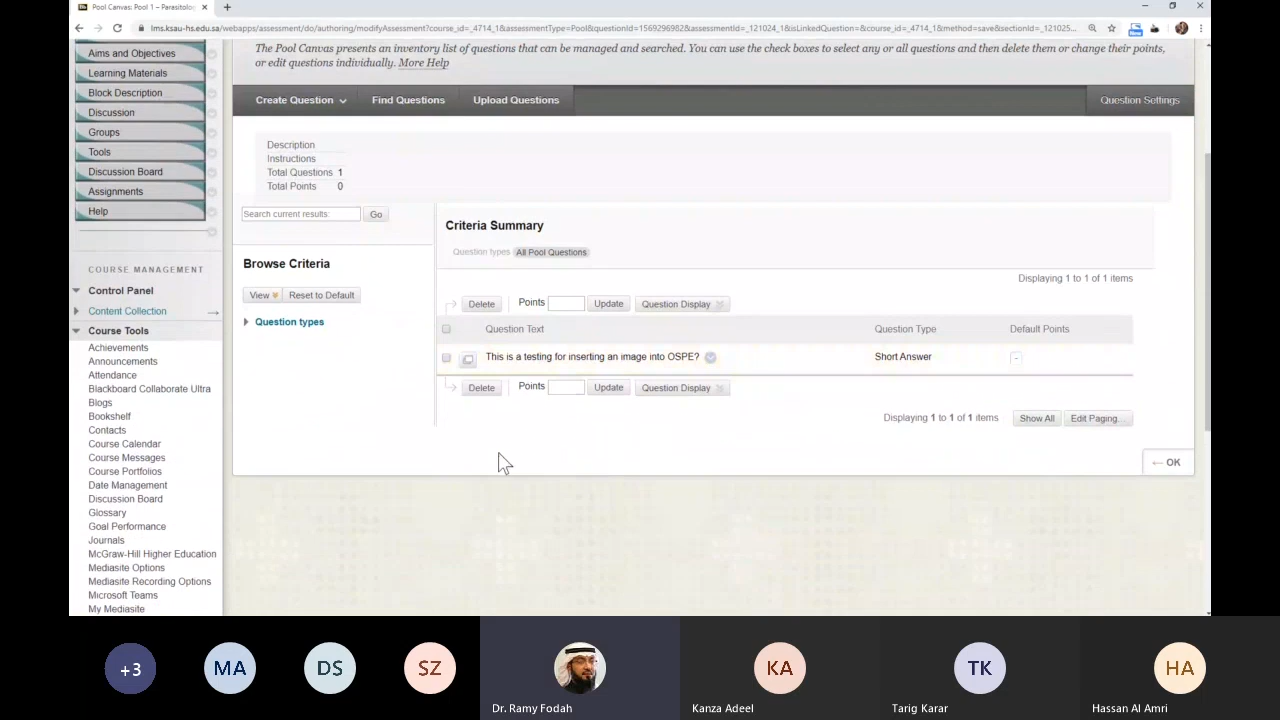 Pool Canvas: Pool 1 – Parasitolo
lms.ksau-hs.edu.sa/webapps/assessment/do/authoring/modifyAssessment?course_id=_4714_1&assessmentType=Pool&questionId=1569296982&assessmentId=_121024_1&isLinkedQuestion=&course_id=_4714_1&method=save&sectionId=_121025...
New
Aims and Objectives
Learning Materials
Block Description
Discussion
Groups
Tools
Discussion Board
Assignments
Help
COURSE MANAGEMENT
Control Panel
Content Collection
Course Tools
Achievements
Announcements
Attendance
Blackboard Collaborate Ultra
Blogs
Bookshelf
Contacts
Course Calendar
Course Messages
Course Portfolios
Date Management
Discussion Board
Glossary
Goal Performance
Journals
McGraw-Hill Higher Education
Mediasite Options
Mediasite Recording Options
Microsoft Teams
My Mediasite
The Pool Canvas presents an inventory list of questions that can be managed and searched. You can use the check boxes to select any or all questions and then delete them or change their points,
or edit questions individually. More Help
Create Question Find Questions Upload Questions Question Settings
Description
Instructions
Total Questions 1
Total Points 0
Search current results: Go
Browse Criteria
View Reset to Default
Question types
Criteria Summary
Question types All Pool Questions
Displaying 1 to 1 of 1 items
Delete Points Update Question Display
Question Text Question Type Default Points
This is a testing for inserting an image into OSPE? Short Answer -
Delete Points Update Question Display
Displaying 1 to 1 of 1 items Show All Edit Paging...
OK
+3 MA DS SZ KA TK HA
Dr. Ramy Fodah Kanza Adeel Tarig Karar Hassan Al Amri